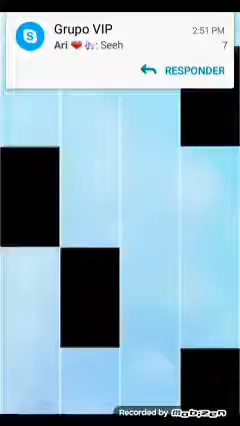 Grupo VIP 2:51 PM
Ari ❤️🎶: Seeh 7
RESPONDER
Recorded by mobizen